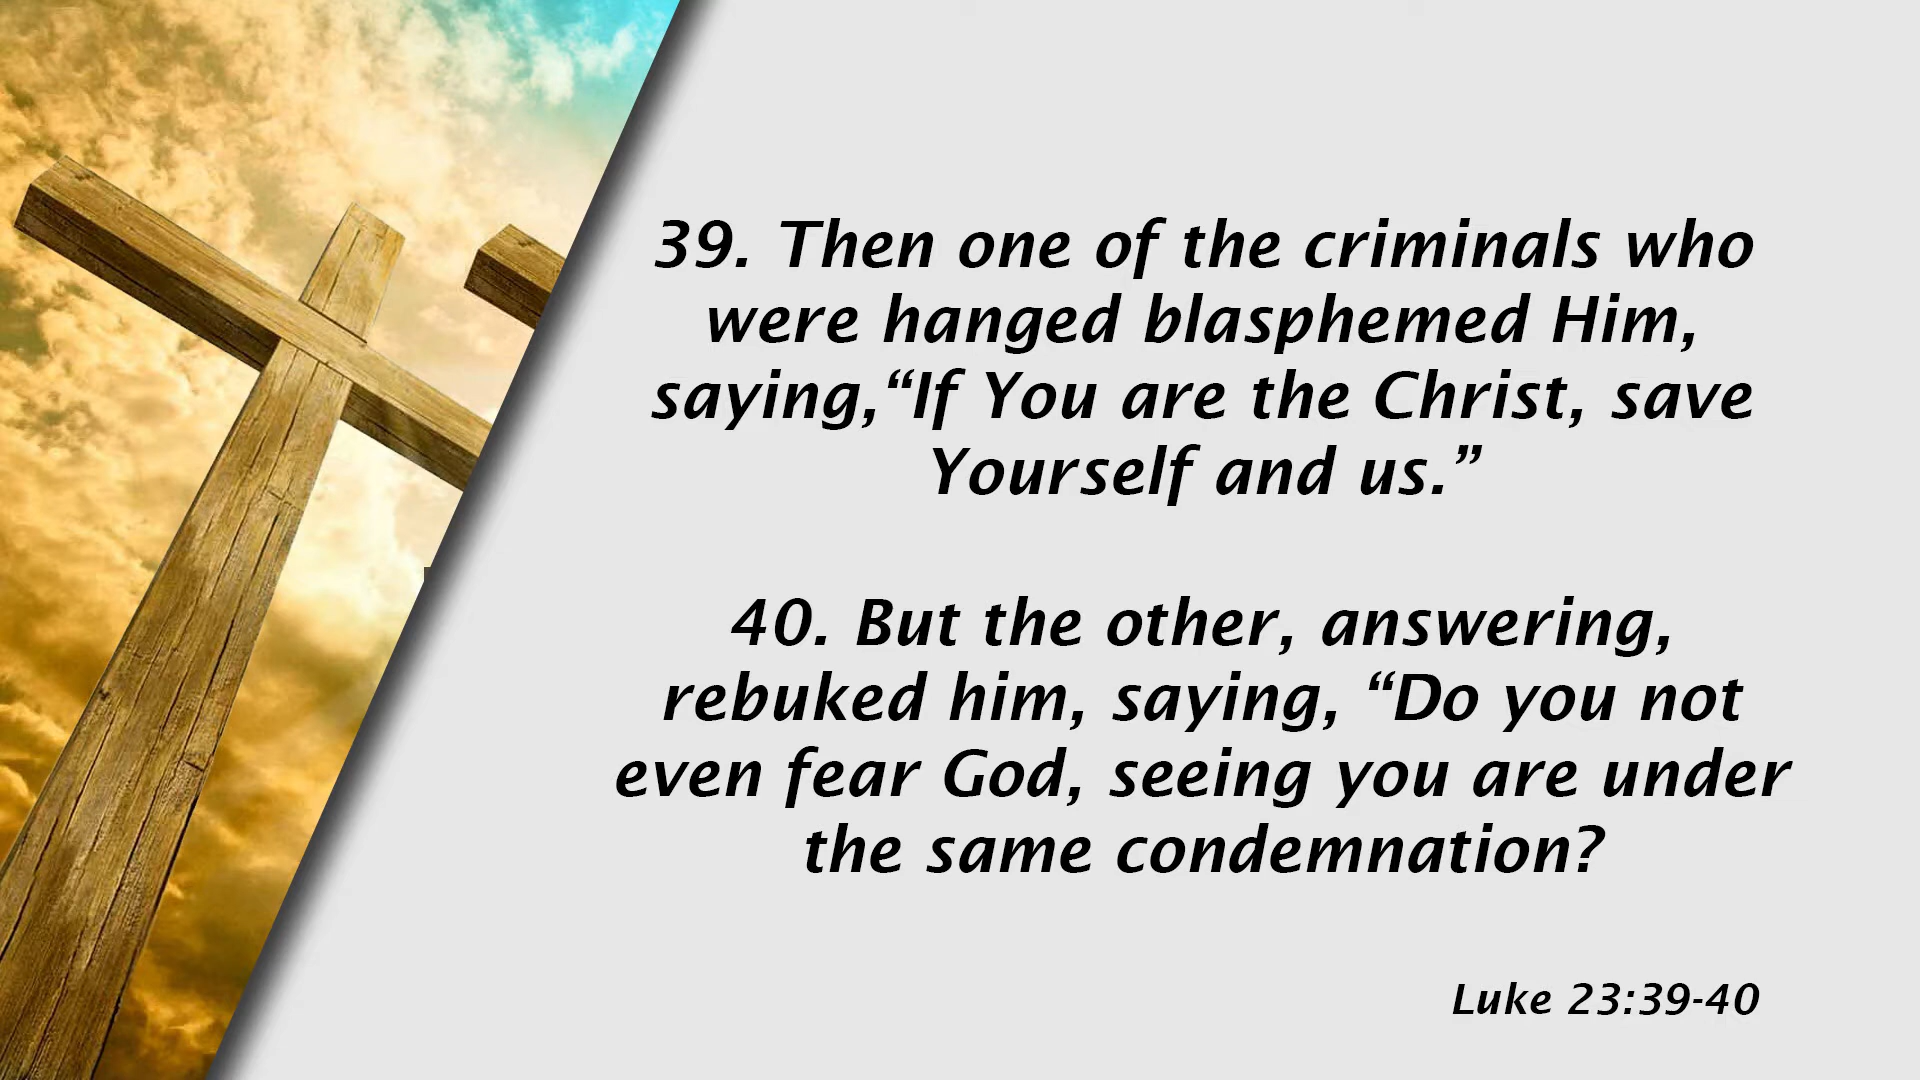 39. Then one of the criminals who
were hanged blasphemed Him,
saying,“If You are the Christ, save
Yourself and us.”
40. But the other, answering,
rebuked him, saying, “Do you not
even fear God, seeing you are under
the same condemnation?
Luke 23:39-40